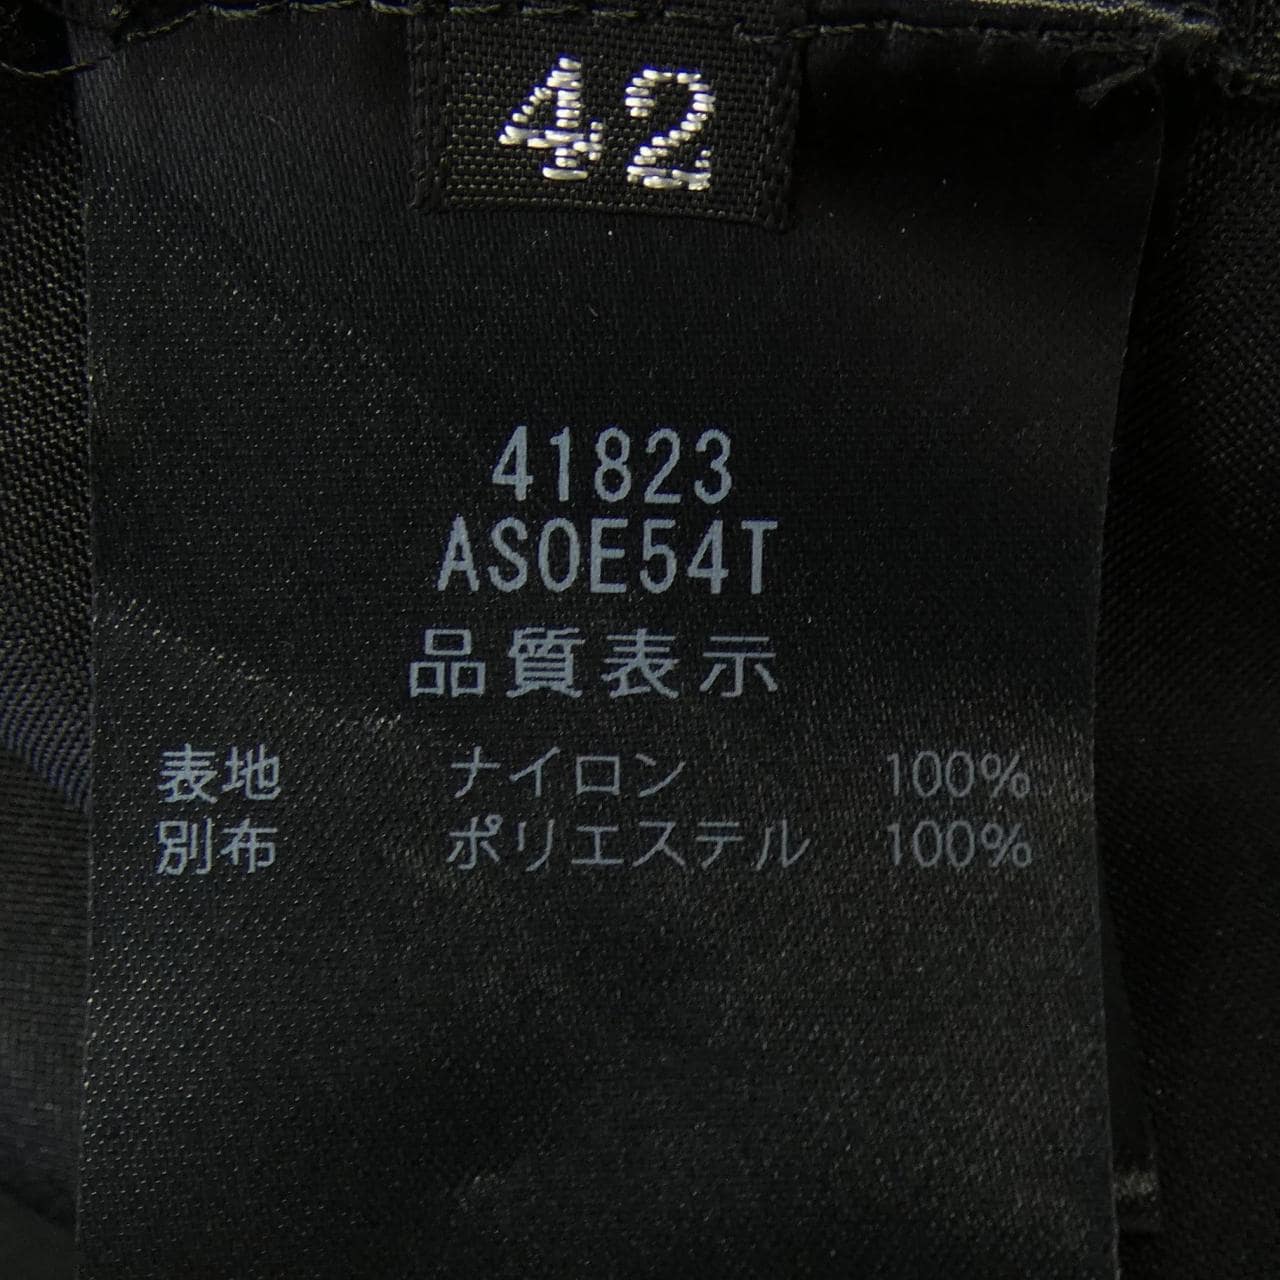 42
41823
ASOE54T
品質表示
表地 ナイロン 100%
別布 ポリエステル 100%